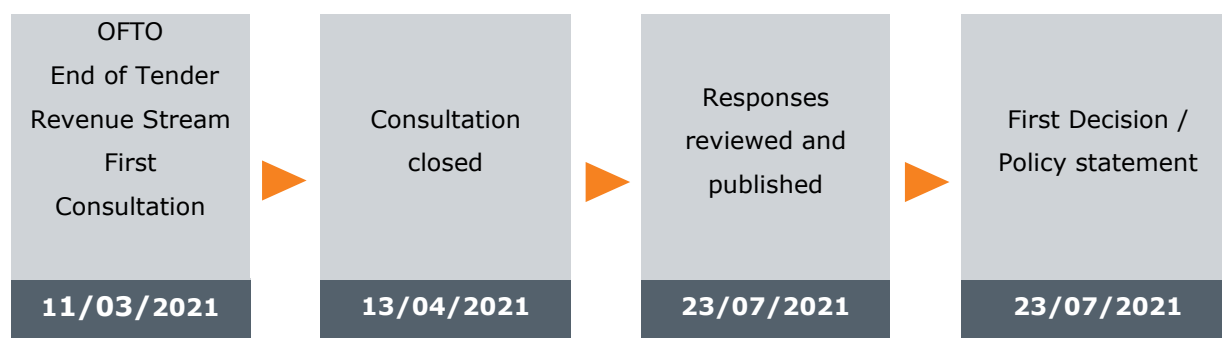 OFTO
End of Tender
Revenue Stream
First
Consultation
11/03/2021
Consultation
closed
13/04/2021
Responses
reviewed and
published
23/07/2021
First Decision /
Policy statement
23/07/2021